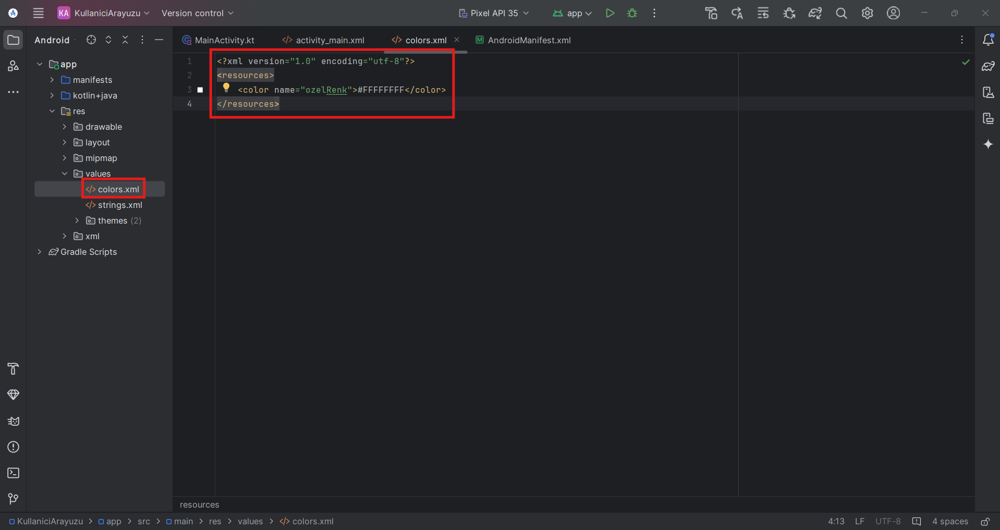 KA KullaniciArayuzu Version control Pixel API 35 app
Android
MainActivity.kt activity_main.xml colors.xml AndroidManifest.xml
app
manifests
kotlin+java
res
drawable
layout
mipmap
values
colors.xml
strings.xml
themes (2)
xml
Gradle Scripts
1 <?xml version="1.0" encoding="utf-8"?>
2 <resources>
3 <color name="ozelRenk">#FFFFFFFF</color>
4 </resources>
resources
KullaniciArayuzu > app > src > main > res > values > </> colors.xml 4:13 LF UTF-8 4 spaces